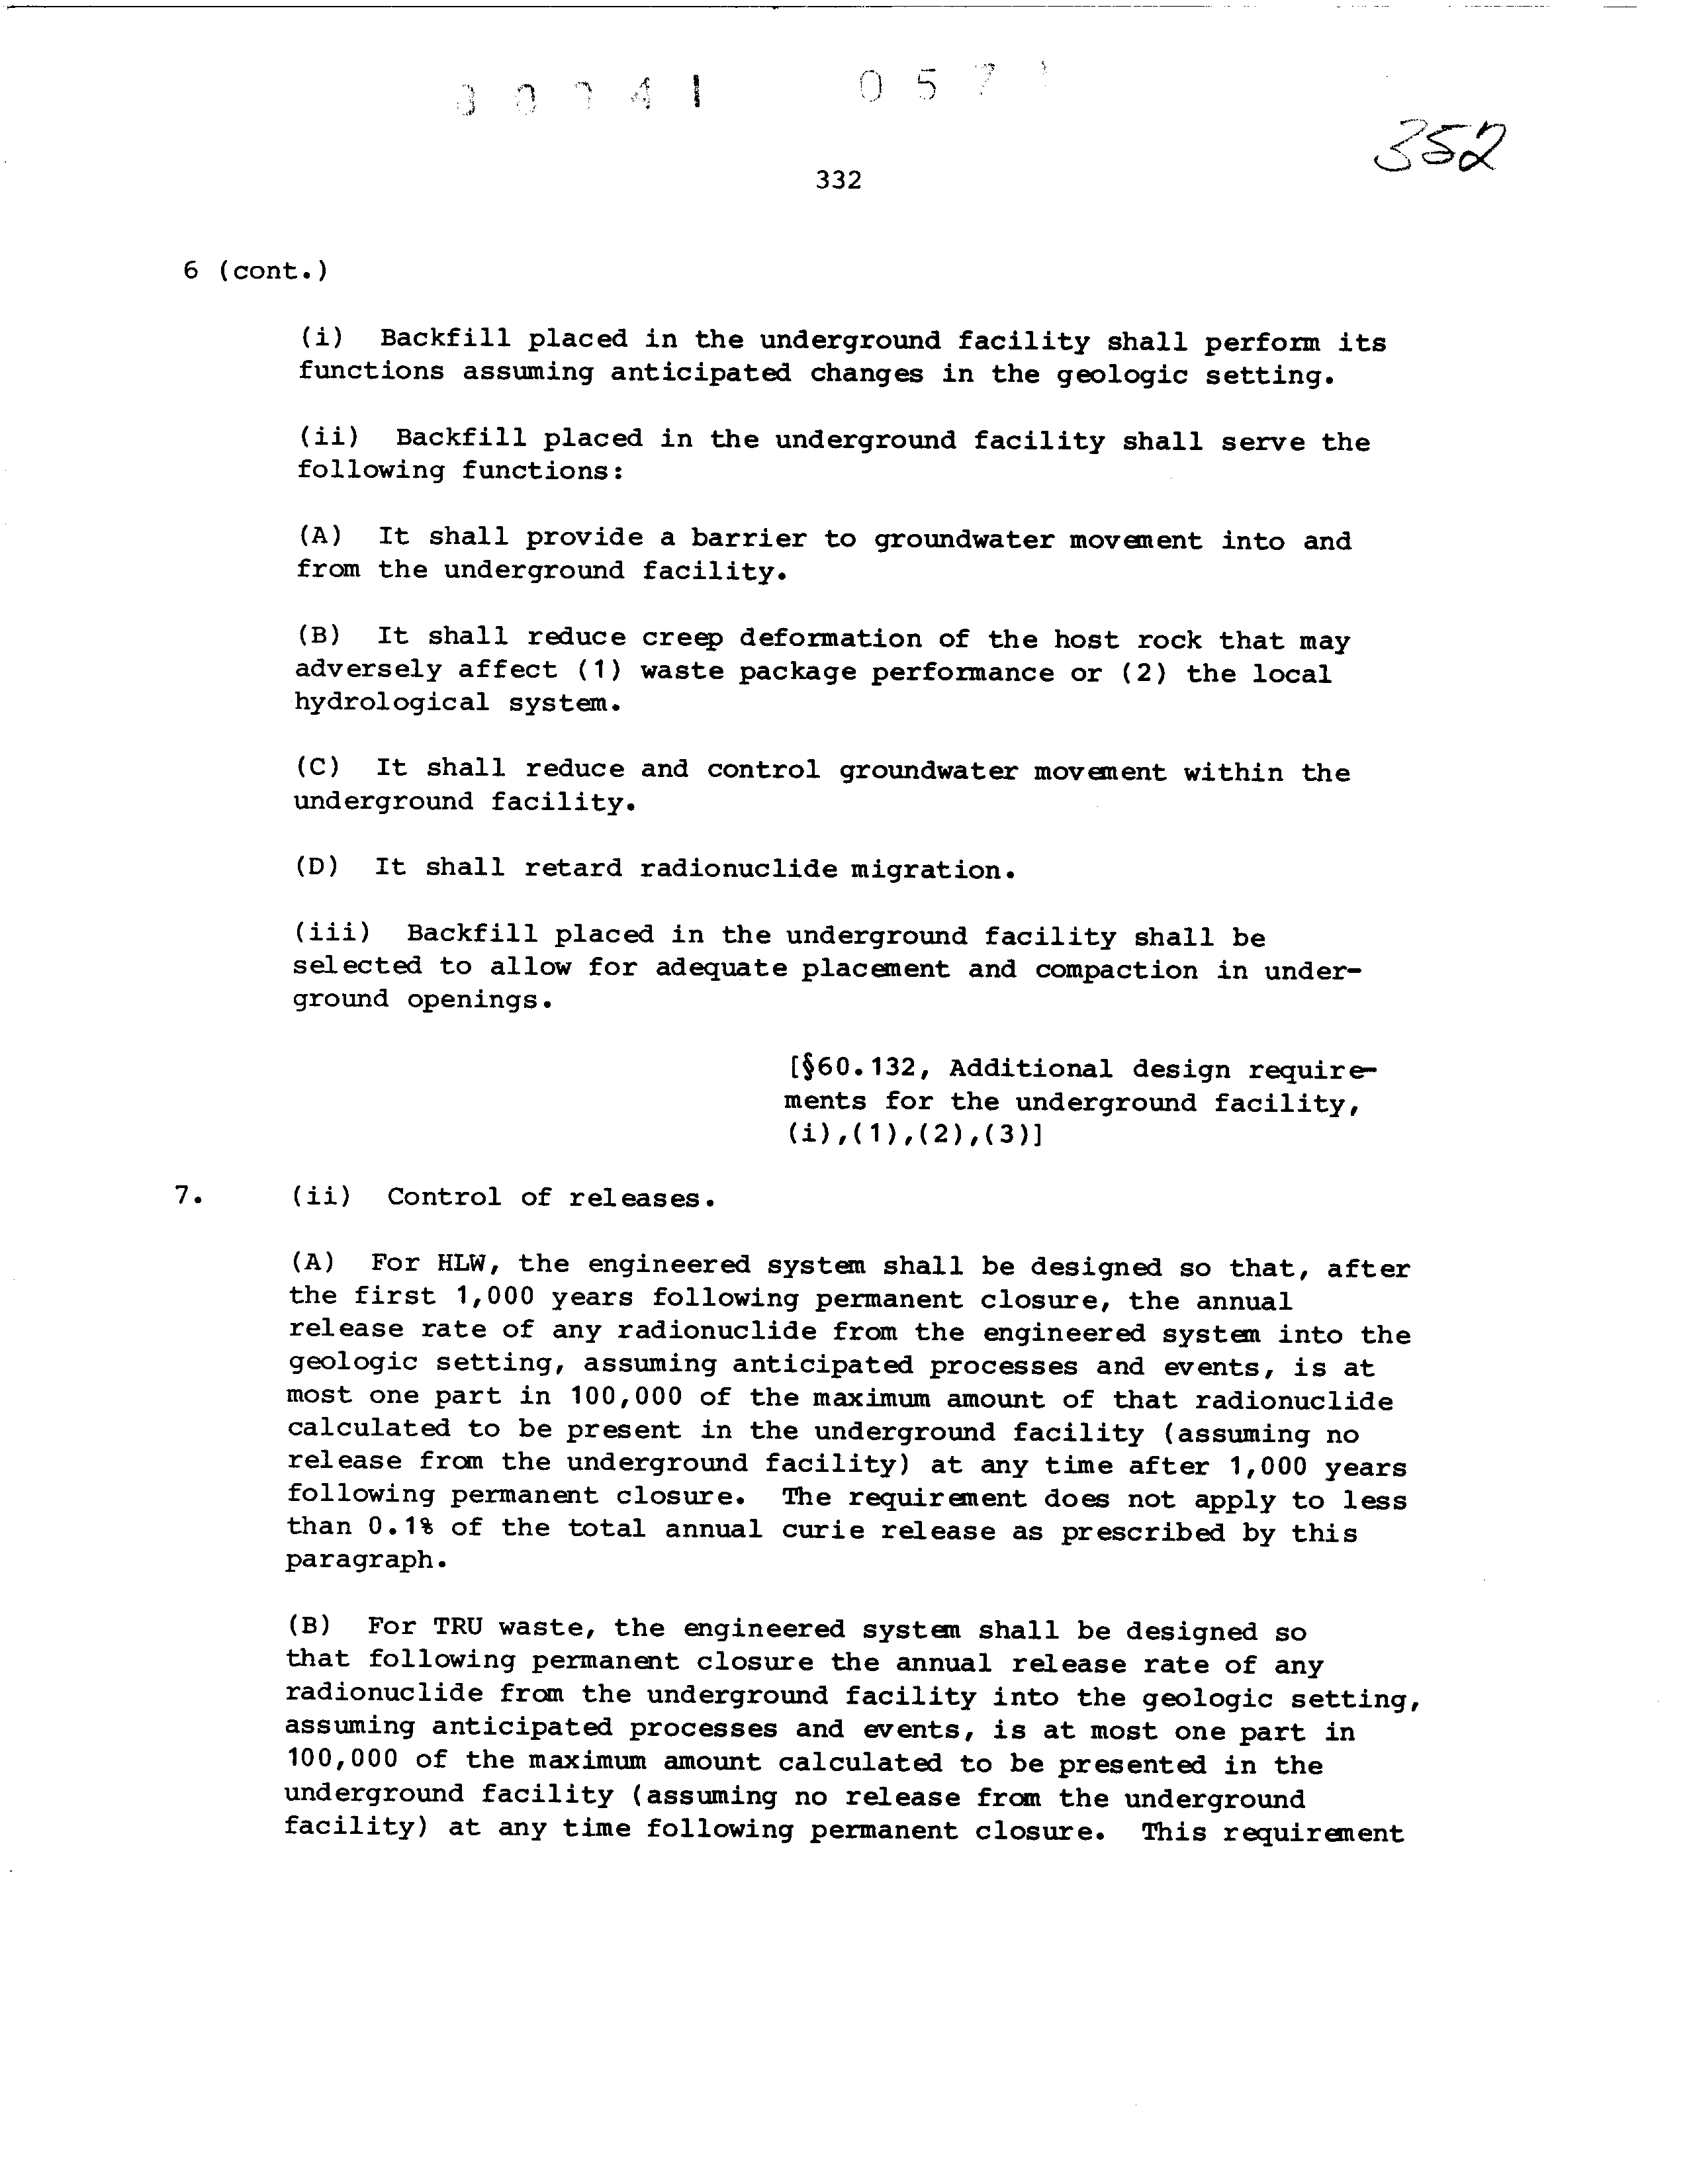 0 5 7
352
332
6 (cont.)
(i) Backfill placed in the underground facility shall perform its
functions assuming anticipated changes in the geologic setting.
(ii) Backfill placed in the underground facility shall serve the
following functions:
(A) It shall provide a barrier to groundwater movement into and
from the underground facility.
(B) It shall reduce creep deformation of the host rock that may
adversely affect (1) waste package performance or (2) the local
hydrological system.
(C) It shall reduce and control groundwater movement within the
underground facility.
(D) It shall retard radionuclide migration.
(iii) Backfill placed in the underground facility shall be
selected to allow for adequate placement and compaction in under-
ground openings.
[§60.132, Additional design require-
ments for the underground facility,
(i),(1),(2),(3)]
7. (ii) Control of releases.
(A) For HLW, the engineered system shall be designed so that, after
the first 1,000 years following permanent closure, the annual
release rate of any radionuclide from the engineered system into the
geologic setting, assuming anticipated processes and events, is at
most one part in 100,000 of the maximum amount of that radionuclide
calculated to be present in the underground facility (assuming no
release from the underground facility) at any time after 1,000 years
following permanent closure. The requirement does not apply to less
than 0.1% of the total annual curie release as prescribed by this
paragraph.
(B) For TRU waste, the engineered system shall be designed so
that following permanent closure the annual release rate of any
radionuclide from the underground facility into the geologic setting,
assuming anticipated processes and events, is at most one part in
100,000 of the maximum amount calculated to be presented in the
underground facility (assuming no release from the underground
facility) at any time following permanent closure. This requirement